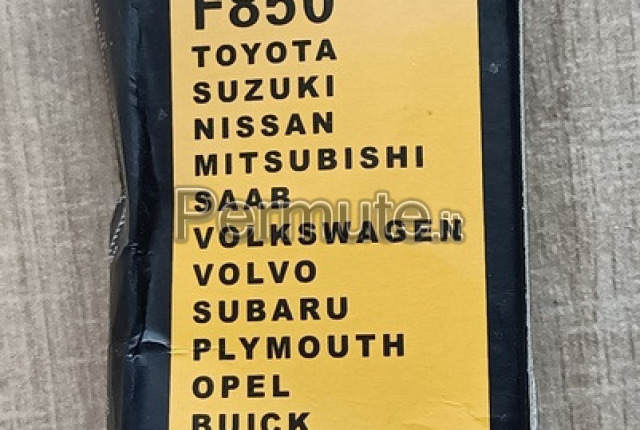 F850
TOYOTA
SUZUKI
NISSAN
MITSUBISHI
SAAB
Permute.it
VOLKSWAGEN
VOLVO
SUBARU
PLYMOUTH
OPEL
BUICK